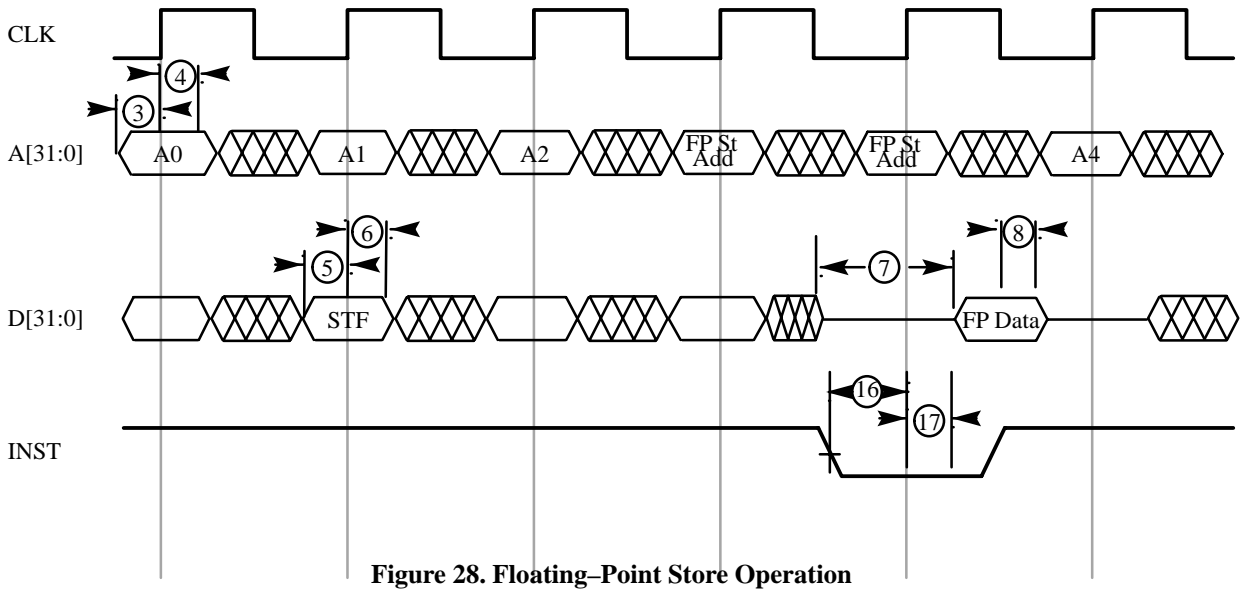 CLK
4
3
A[31:0]
A0
A1
A2
FP St
Add
FP St
Add
A4
6
5
7
8
D[31:0]
STF
FP Data
16
17
INST
Figure 28. Floating–Point Store Operation